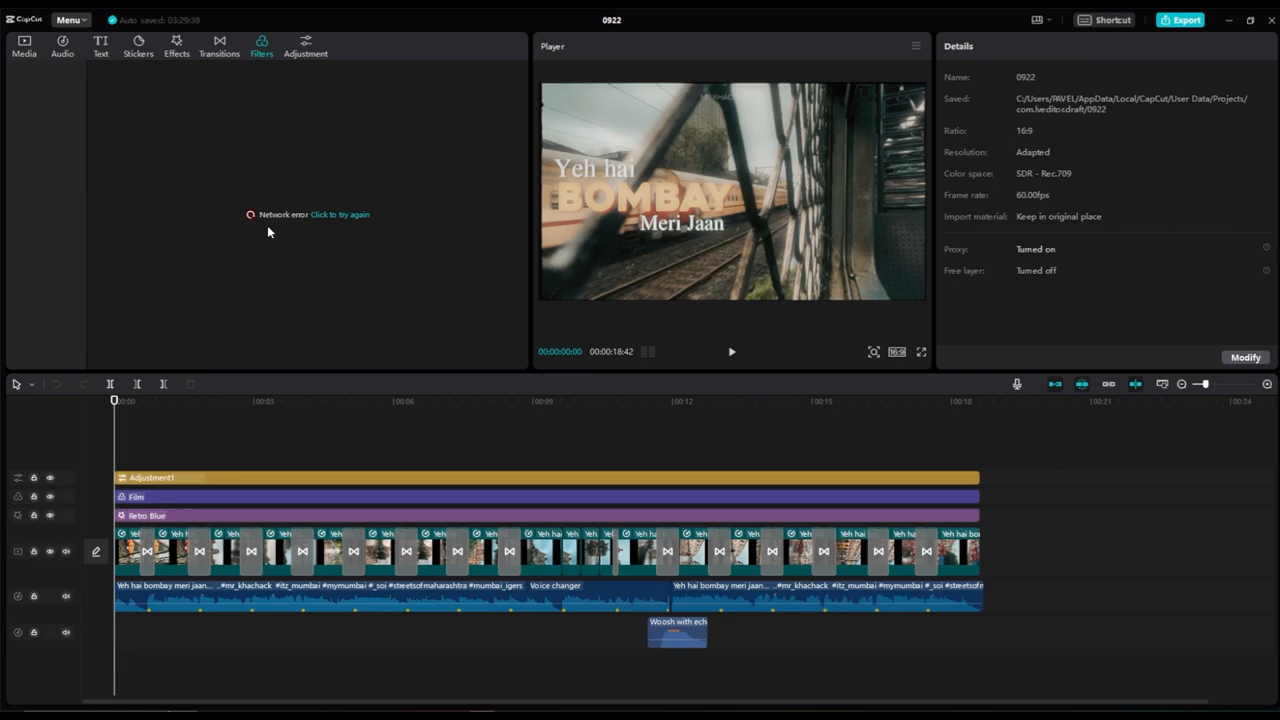 CapCut
Menu
Auto saved: 03:29:38
0922
Shortcut
Export
Media
Audio
Text
Stickers
Effects
Transitions
Filters
Adjustment
Network error Click to try again
Player
Yeh hai
BOMBAY
Meri Jaan
00:00:00:00
00:00:18:42
16:9
Details
Name: 0922
Saved: C:/Users/PAVEL/AppData/Local/CapCut/User Data/Projects/
com.lveditor.draft/0922
Ratio: 16:9
Resolution: Adapted
Color space: SDR - Rec.709
Frame rate: 60.00fps
Import material: Keep in original place
Proxy: Turned on
Free layer: Turned off
Modify
00:00 00:03 00:06 00:09 00:12 00:15 00:18 00:21 00:24
Adjustment1
Film
Retro Blue
Yeh hai bombay meri jaan... ..#mr_khachack #itz_mumbai #mymumbai #_soi #streetsofmaharashtra #mumbai_igers Voice changer
Yeh hai bombay meri jaan... ..#mr_khachack #itz_mumbai #mymumbai #_soi #streetsofm
Woosh with ech